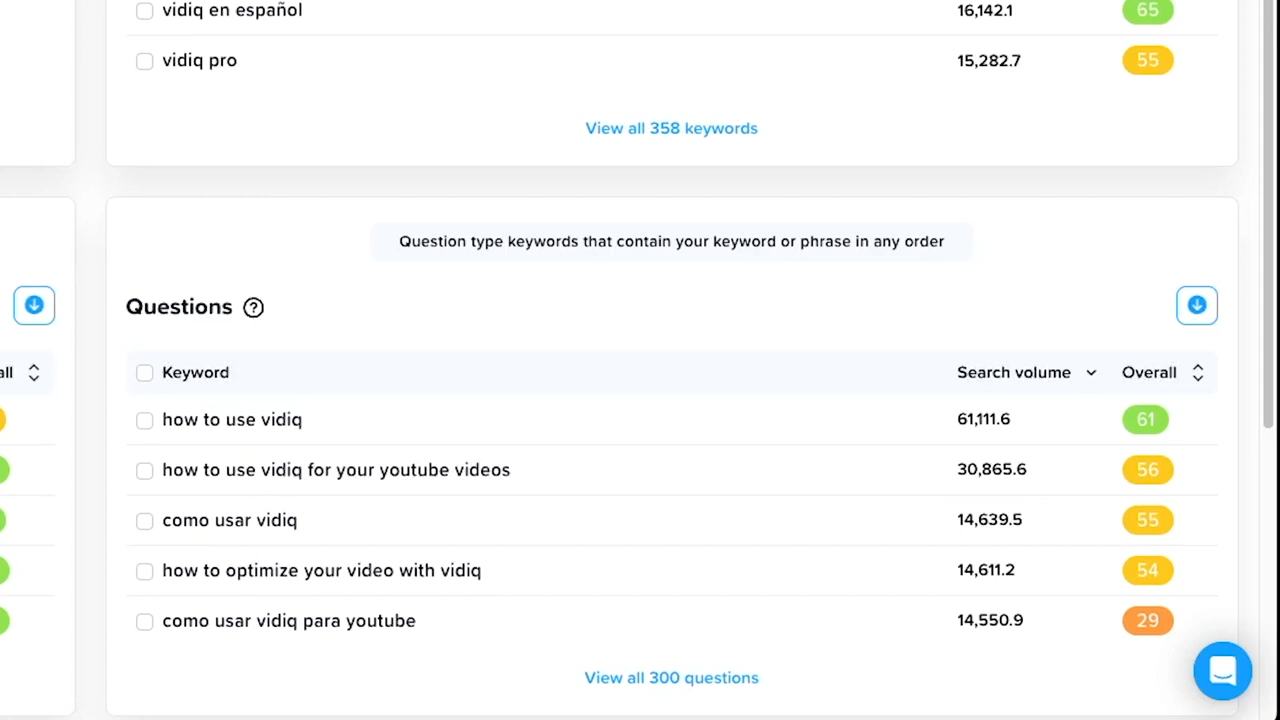 vidiq en español 16,142.1 65
vidiq pro 15,282.7 55
View all 358 keywords
Question type keywords that contain your keyword or phrase in any order
Questions ?
all
Keyword Search volume Overall
how to use vidiq 61,111.6 61
how to use vidiq for your youtube videos 30,865.6 56
como usar vidiq 14,639.5 55
how to optimize your video with vidiq 14,611.2 54
como usar vidiq para youtube 14,550.9 29
View all 300 questions